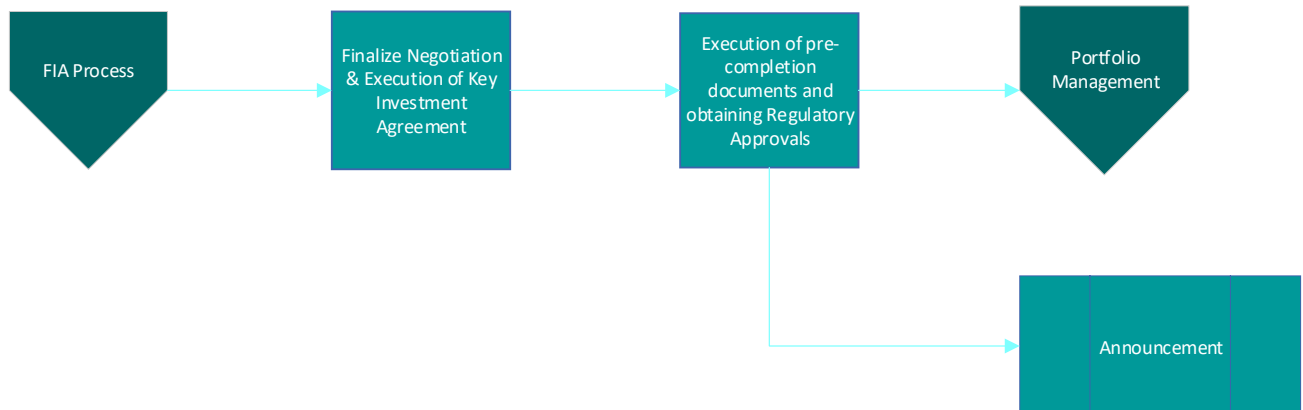 FIA Process
Finalize Negotiation
& Execution of Key
Investment
Agreement
Execution of pre-
completion
documents and
obtaining Regulatory
Approvals
Portfolio
Management
Announcement